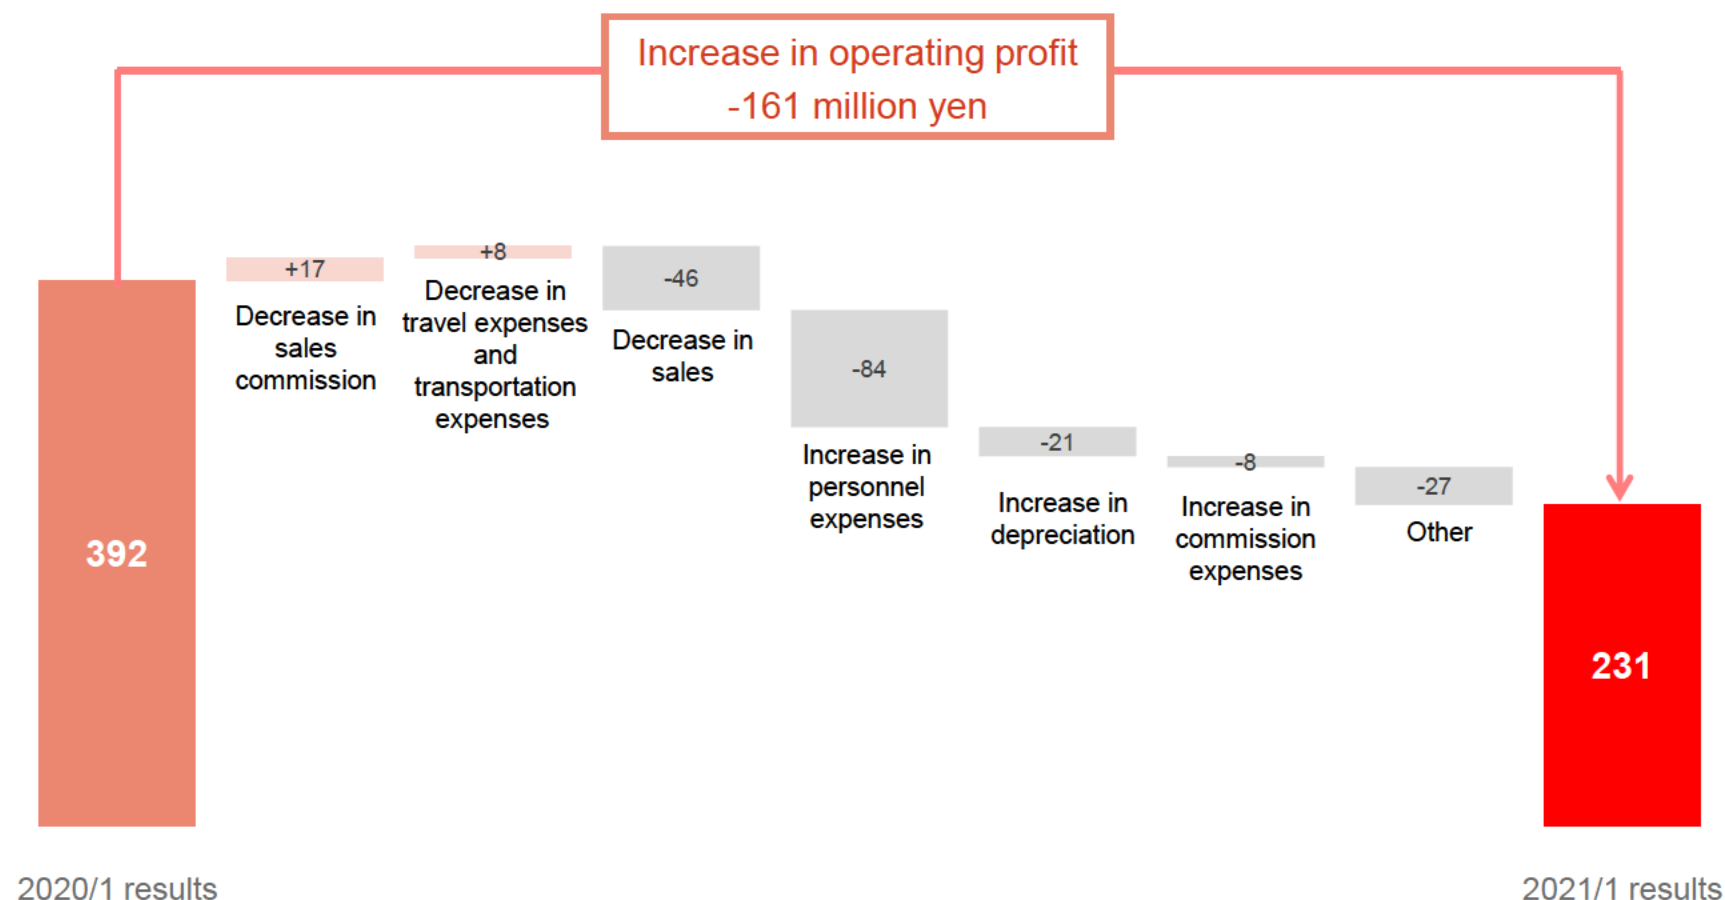 Increase in operating profit
-161 million yen
392
+17
Decrease in
sales
commission
+8
Decrease in
travel expenses
and
transportation
expenses
-46
Decrease in
sales
-84
Increase in
personnel
expenses
-21
Increase in
depreciation
-8
Increase in
commission
expenses
-27
Other
231
2020/1 results
2021/1 results